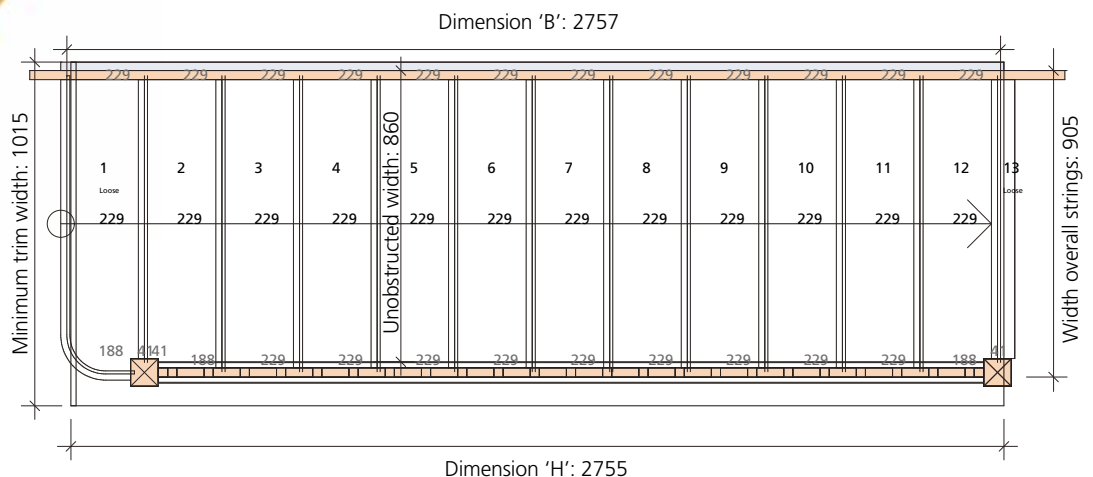 Dimension ‘B’: 2757
229 229 229 229 229 229 229 229 229 229 229 229
Minimum trim width: 1015
Unobstructed width: 860
Width overall strings: 905
1 2 3 4 5 6 7 8 9 10 11 12 13
Loose Loose
229 229 229 229 229 229 229 229 229 229 229 229
188 41 41 188 229 229 229 229 229 229 229 229 229 188 41
Dimension ‘H’: 2755